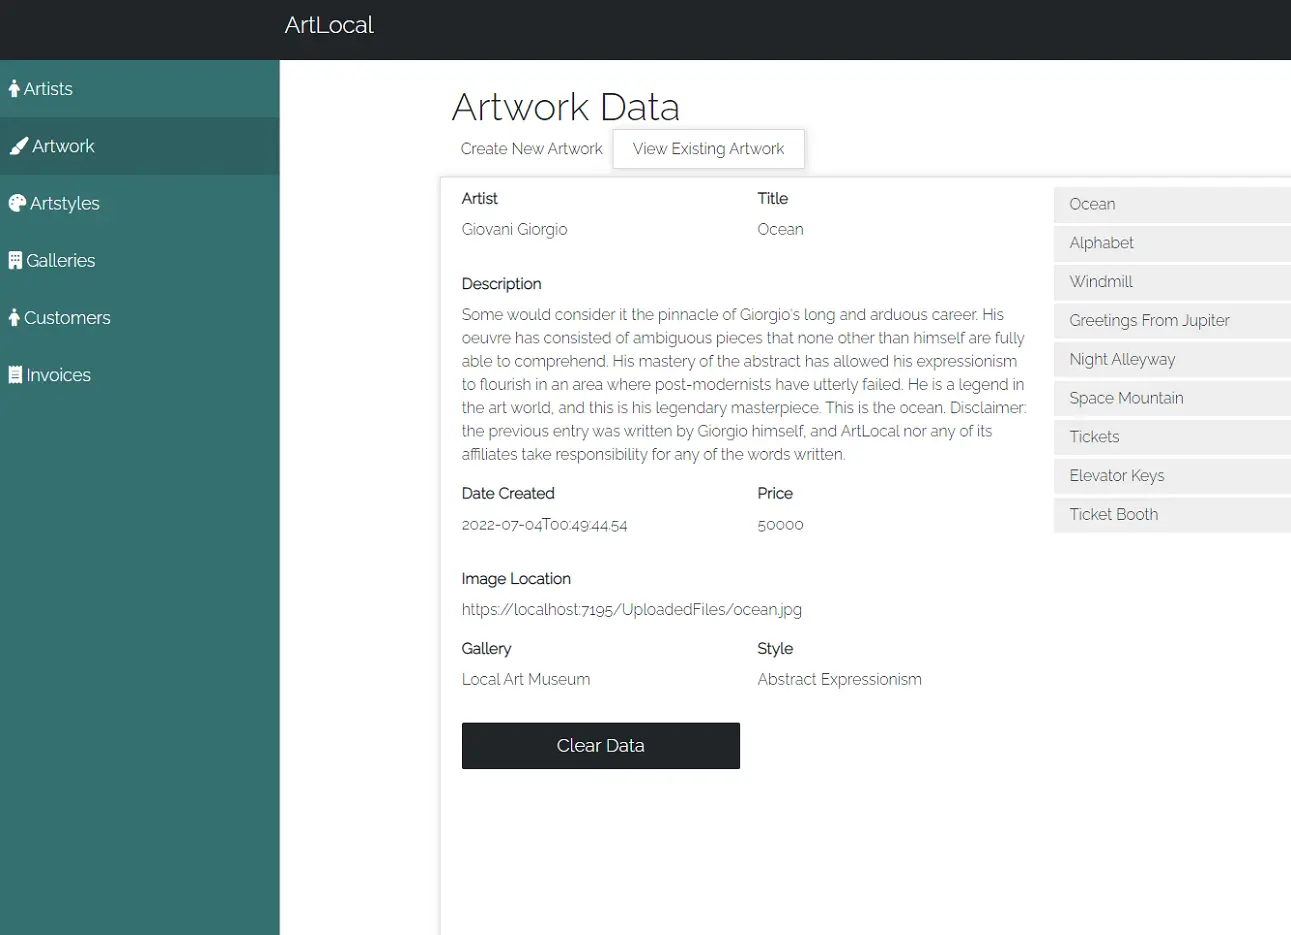 ArtLocal
Artists
Artwork
Artstyles
Galleries
Customers
Invoices
Artwork Data
Create New Artwork
View Existing Artwork
Artist
Title
Giovani Giorgio
Ocean
Description
Some would consider it the pinnacle of Giorgio's long and arduous career. His
oeuvre has consisted of ambiguous pieces that none other than himself are fully
able to comprehend. His mastery of the abstract has allowed his expressionism
to flourish in an area where post-modernists have utterly failed. He is a legend in
the art world, and this is his legendary masterpiece. This is the ocean. Disclaimer:
the previous entry was written by Giorgio himself, and ArtLocal nor any of its
affiliates take responsibility for any of the words written.
Date Created
Price
2022-07-04T00:49:44.54
50000
Image Location
https://localhost:7195/UploadedFiles/ocean.jpg
Gallery
Style
Local Art Museum
Abstract Expressionism
Clear Data
Ocean
Alphabet
Windmill
Greetings From Jupiter
Night Alleyway
Space Mountain
Tickets
Elevator Keys
Ticket Booth